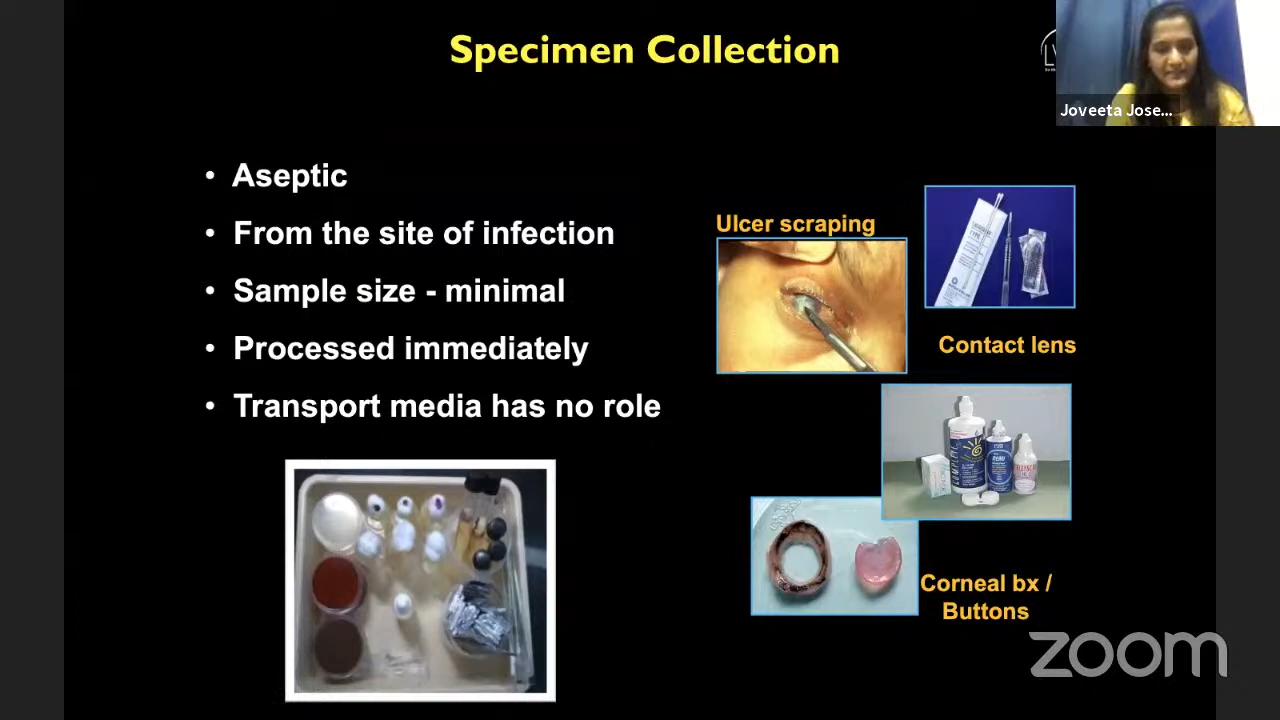 Specimen Collection
Joveeta Jose...
• Aseptic
• From the site of infection
• Sample size - minimal
• Processed immediately
• Transport media has no role
Ulcer scraping
Contact lens
Corneal bx /
Buttons
zoom